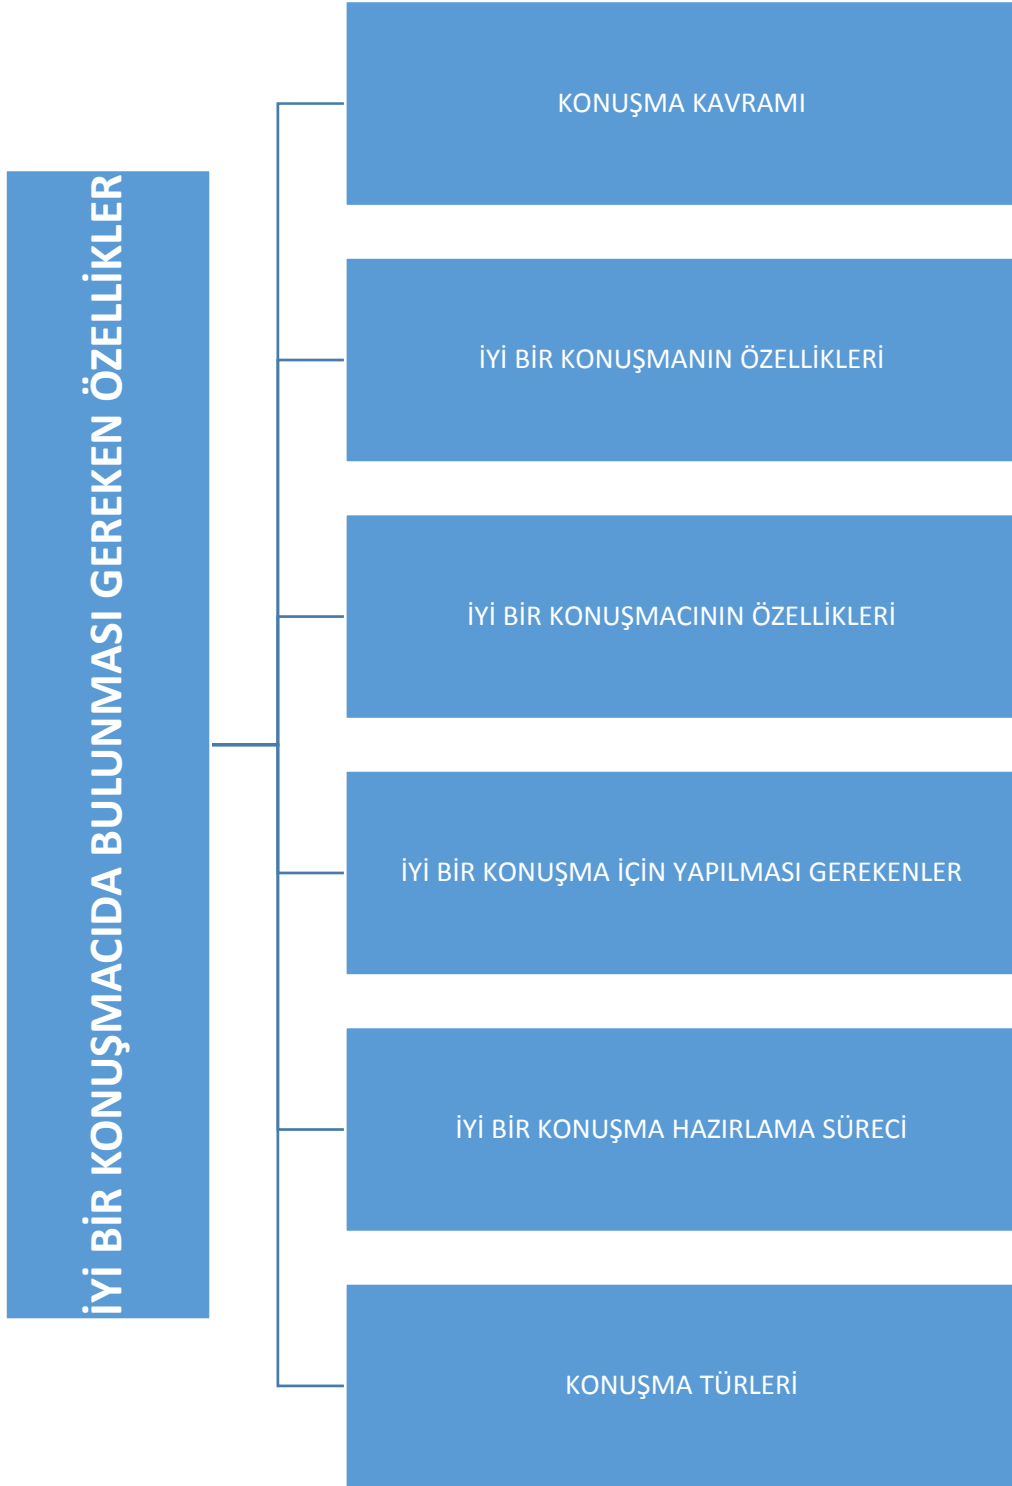 İYİ BİR KONUŞMACIDA BULUNMASI GEREKEN ÖZELLİKLER
KONUŞMA KAVRAMI
İYİ BİR KONUŞMANIN ÖZELLİKLERİ
İYİ BİR KONUŞMACININ ÖZELLİKLERİ
İYİ BİR KONUŞMA İÇİN YAPILMASI GEREKENLER
İYİ BİR KONUŞMA HAZIRLAMA SÜRECİ
KONUŞMA TÜRLERİ